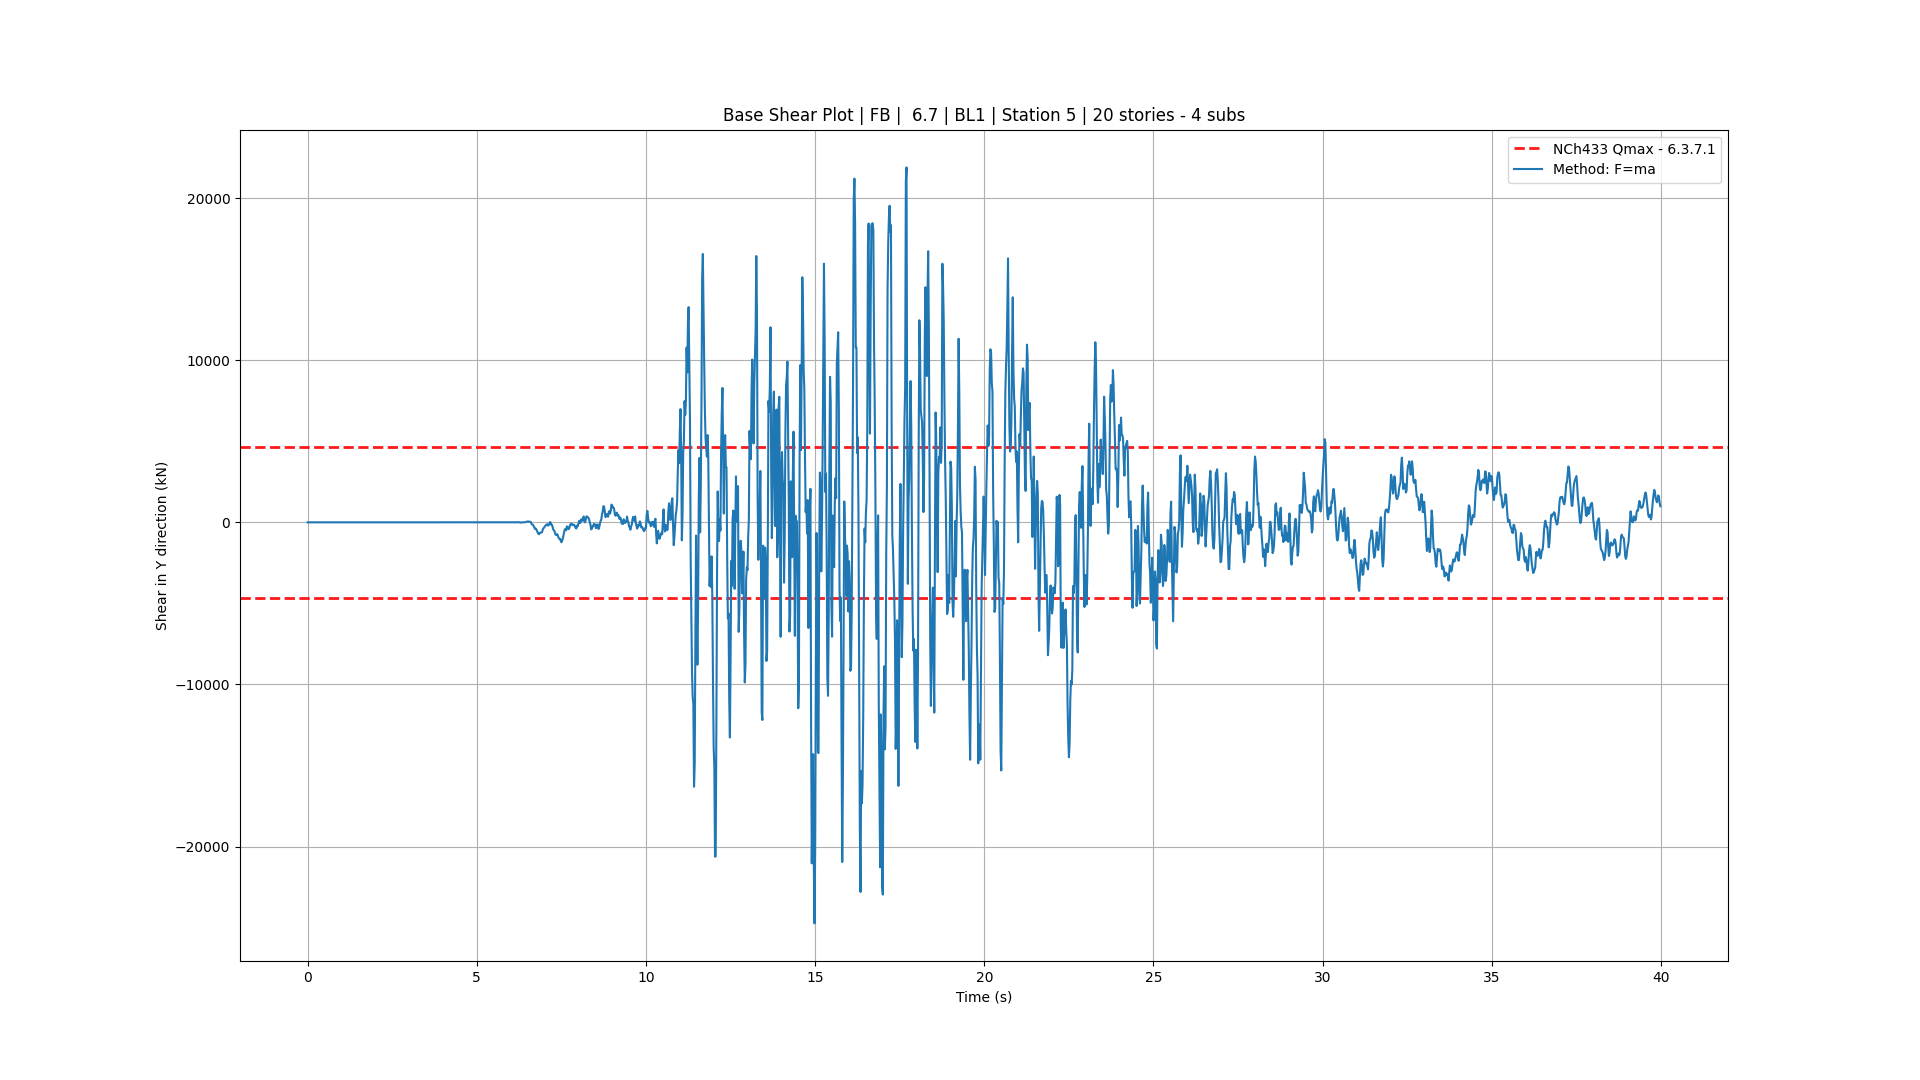 Base Shear Plot | FB |  6.7 | BL1 | Station 5 | 20 stories - 4 subs
NCh433 Qmax - 6.3.7.1
Method: F=ma
20000
10000
0
−10000
−20000
Shear in Y direction (kN)
0 5 10 15 20 25 30 35 40
Time (s)